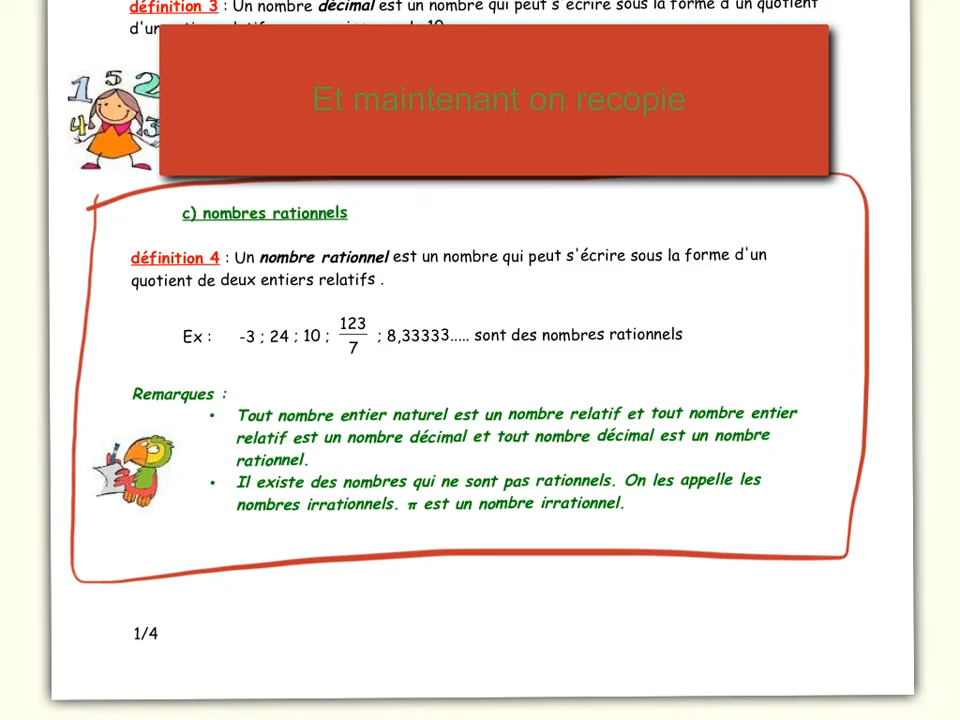 définition 3 : Un nombre décimal est un nombre qui peut s'écrire sous la forme d'un quotient
d'un
Et maintenant on recopie
c) nombres rationnels
définition 4 : Un nombre rationnel est un nombre qui peut s'écrire sous la forme d'un
quotient de deux entiers relatifs .
Ex : -3 ; 24 ; 10 ; 123/7 ; 8,33333..... sont des nombres rationnels
Remarques :
• Tout nombre entier naturel est un nombre relatif et tout nombre entier
relatif est un nombre décimal et tout nombre décimal est un nombre
rationnel.
• Il existe des nombres qui ne sont pas rationnels. On les appelle les
nombres irrationnels. π est un nombre irrationnel.
1/4